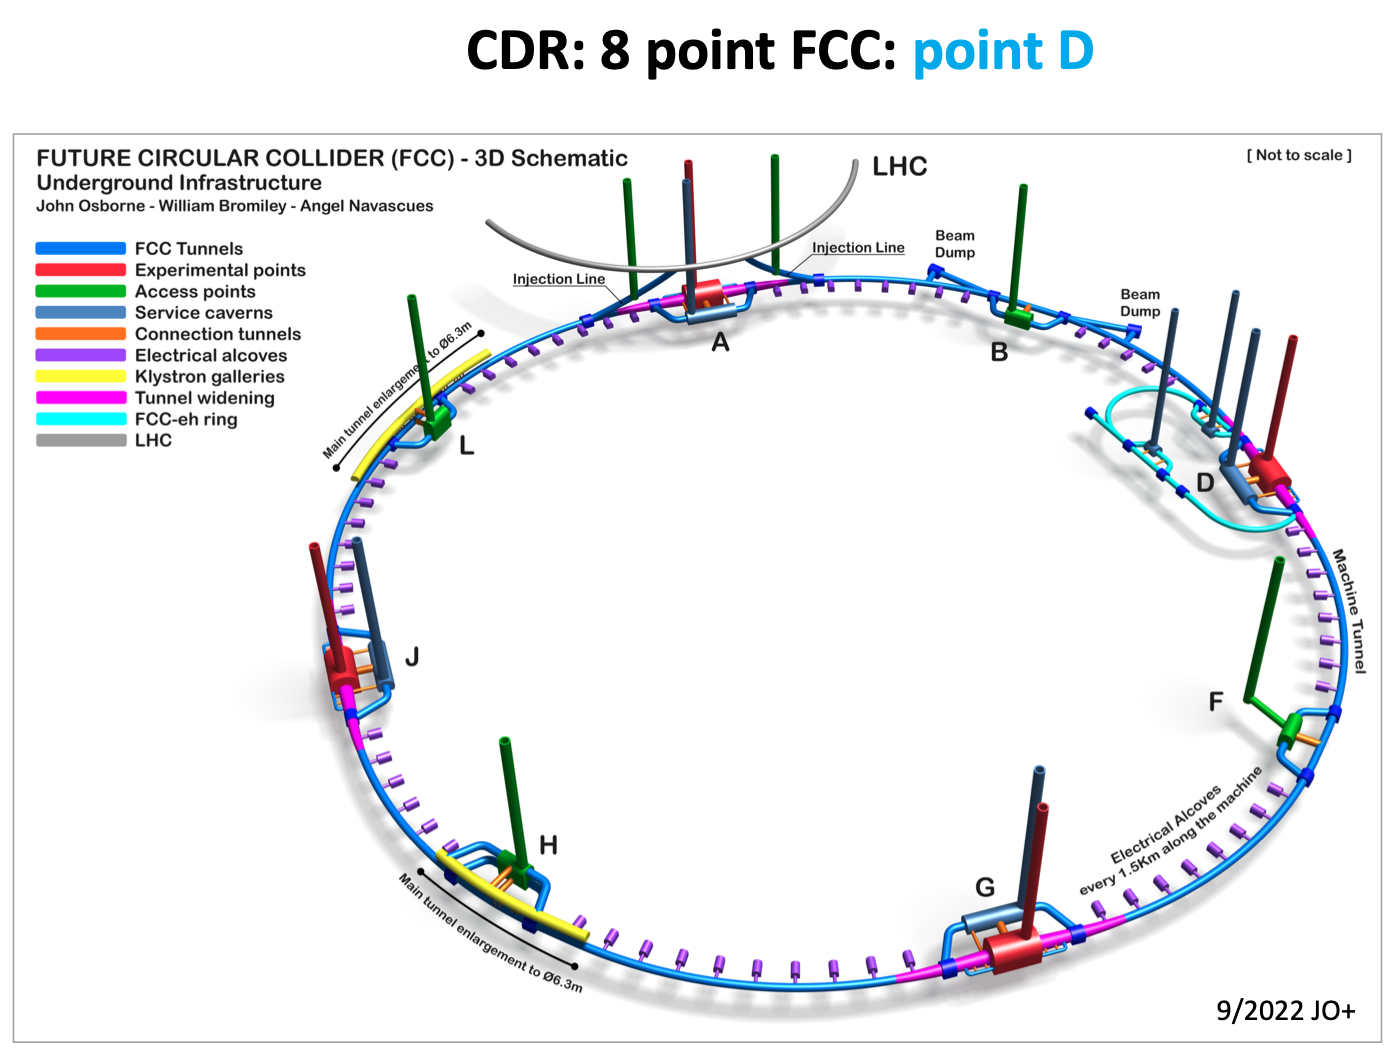 CDR: 8 point FCC: point D
FUTURE CIRCULAR COLLIDER (FCC) - 3D Schematic
Underground Infrastructure
John Osborne - William Bromiley - Angel Navascues
[ Not to scale ]
FCC Tunnels
Experimental points
Access points
Service caverns
Connection tunnels
Electrical alcoves
Klystron galleries
Tunnel widening
FCC-eh ring
LHC
LHC
Injection Line
Injection Line
Beam
Dump
Beam
Dump
A
B
D
Main tunnel enlargement to Ø6.3m
L
Machine Tunnel
J
F
Electrical Alcoves
every 1.5Km along the machine
H
G
Main tunnel enlargement to Ø6.3m
9/2022 JO+